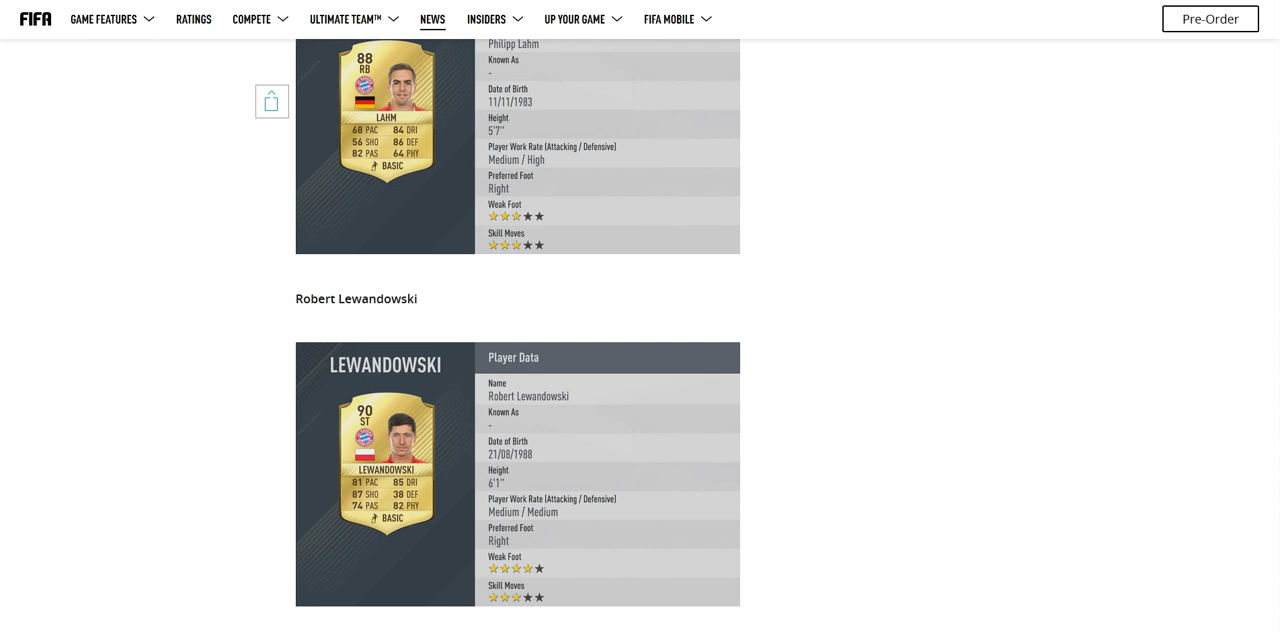 FIFA GAME FEATURES RATINGS COMPETE ULTIMATE TEAM™ NEWS INSIDERS UP YOUR GAME FIFA MOBILE Pre-Order
88
RB
LAHM
68 PAC 84 DRI
56 SHO 86 DEF
82 PAS 64 PHY
BASIC
Philipp Lahm
Known As
-
Date of Birth
11/11/1983
Height
5'7"
Player Work Rate (Attacking / Defensive)
Medium / High
Preferred Foot
Right
Weak Foot
Skill Moves
Robert Lewandowski
LEWANDOWSKI
90
ST
LEWANDOWSKI
81 PAC 85 DRI
87 SHO 38 DEF
74 PAS 82 PHY
BASIC
Player Data
Name
Robert Lewandowski
Known As
-
Date of Birth
21/08/1988
Height
6'1"
Player Work Rate (Attacking / Defensive)
Medium / Medium
Preferred Foot
Right
Weak Foot
Skill Moves